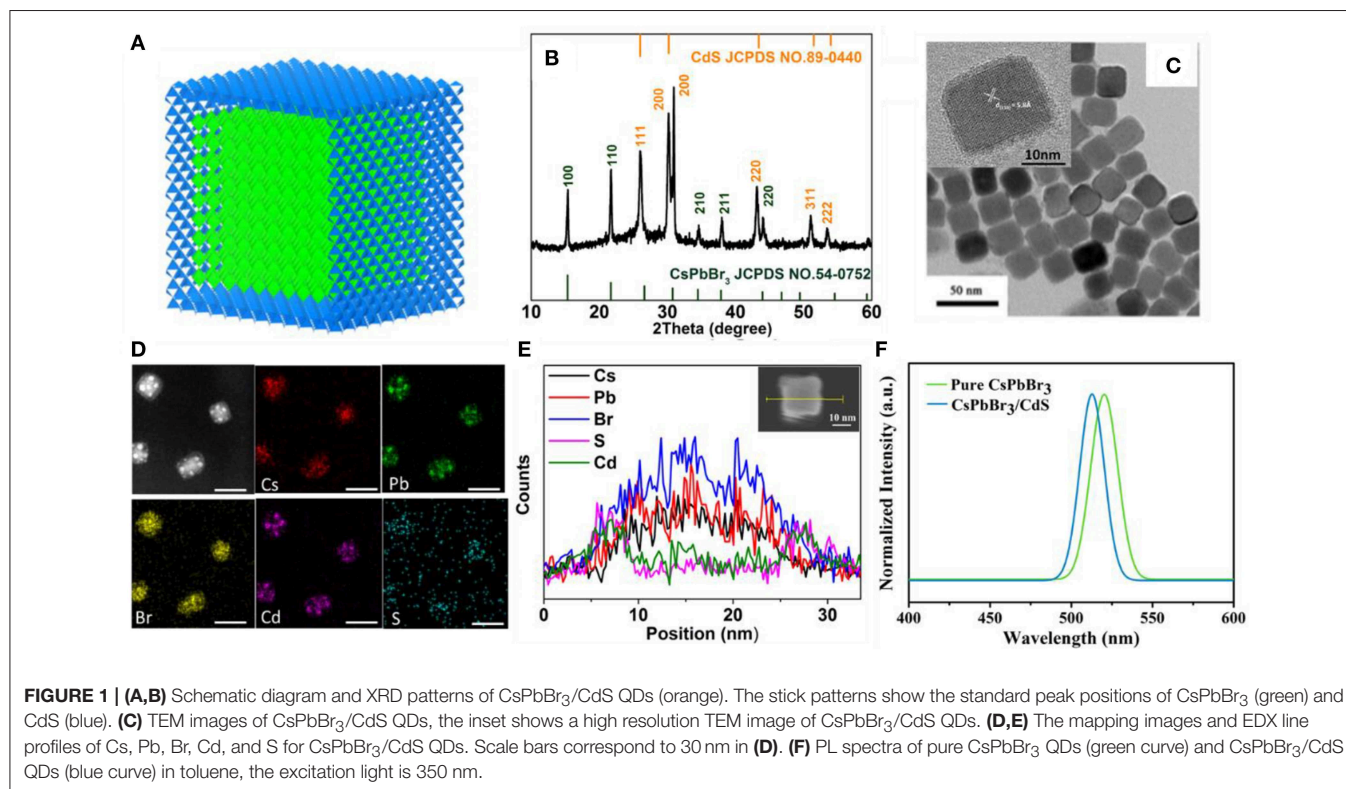 A
B
CdS JCPDS NO.89-0440
100
110
111
200
200
210
211
220
220
311
222
CsPbBr₃ JCPDS NO.54-0752
10 20 30 40 50 60
2Theta (degree)
C
10nm
50 nm
D
Cs
Pb
Br
Cd
S
E
Cs
Pb
Br
S
Cd
10 nm
Counts
0 10 20 30
Position (nm)
F
Pure CsPbBr₃
CsPbBr₃/CdS
Normalized Intensity (a.u.)
400 450 500 550 600
Wavelength (nm)
FIGURE 1 | (A,B) Schematic diagram and XRD patterns of CsPbBr₃/CdS QDs (orange). The stick patterns show the standard peak positions of CsPbBr₃ (green) and
CdS (blue). (C) TEM images of CsPbBr₃/CdS QDs, the inset shows a high resolution TEM image of CsPbBr₃/CdS QDs. (D,E) The mapping images and EDX line
profiles of Cs, Pb, Br, Cd, and S for CsPbBr₃/CdS QDs. Scale bars correspond to 30 nm in (D). (F) PL spectra of pure CsPbBr₃ QDs (green curve) and CsPbBr₃/CdS
QDs (blue curve) in toluene, the excitation light is 350 nm.